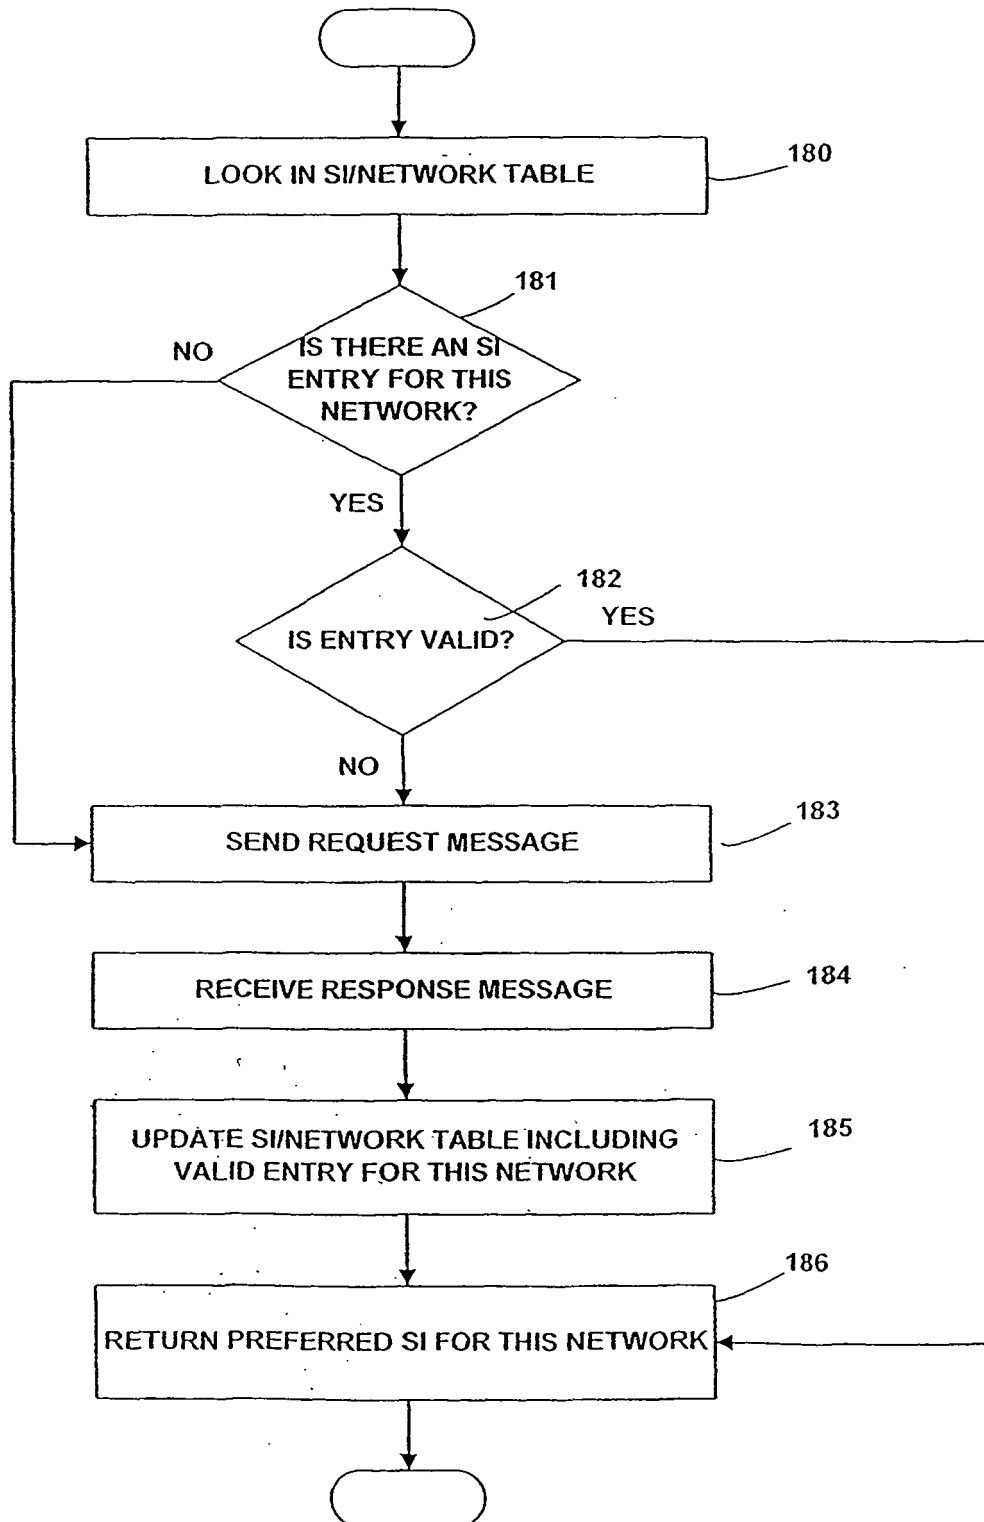 LOOK IN SI/NETWORK TABLE
180
181
NO
IS THERE AN SI
ENTRY FOR THIS
NETWORK?
YES
182
YES
IS ENTRY VALID?
NO
183
SEND REQUEST MESSAGE
184
RECEIVE RESPONSE MESSAGE
185
UPDATE SI/NETWORK TABLE INCLUDING
VALID ENTRY FOR THIS NETWORK
186
RETURN PREFERRED SI FOR THIS NETWORK